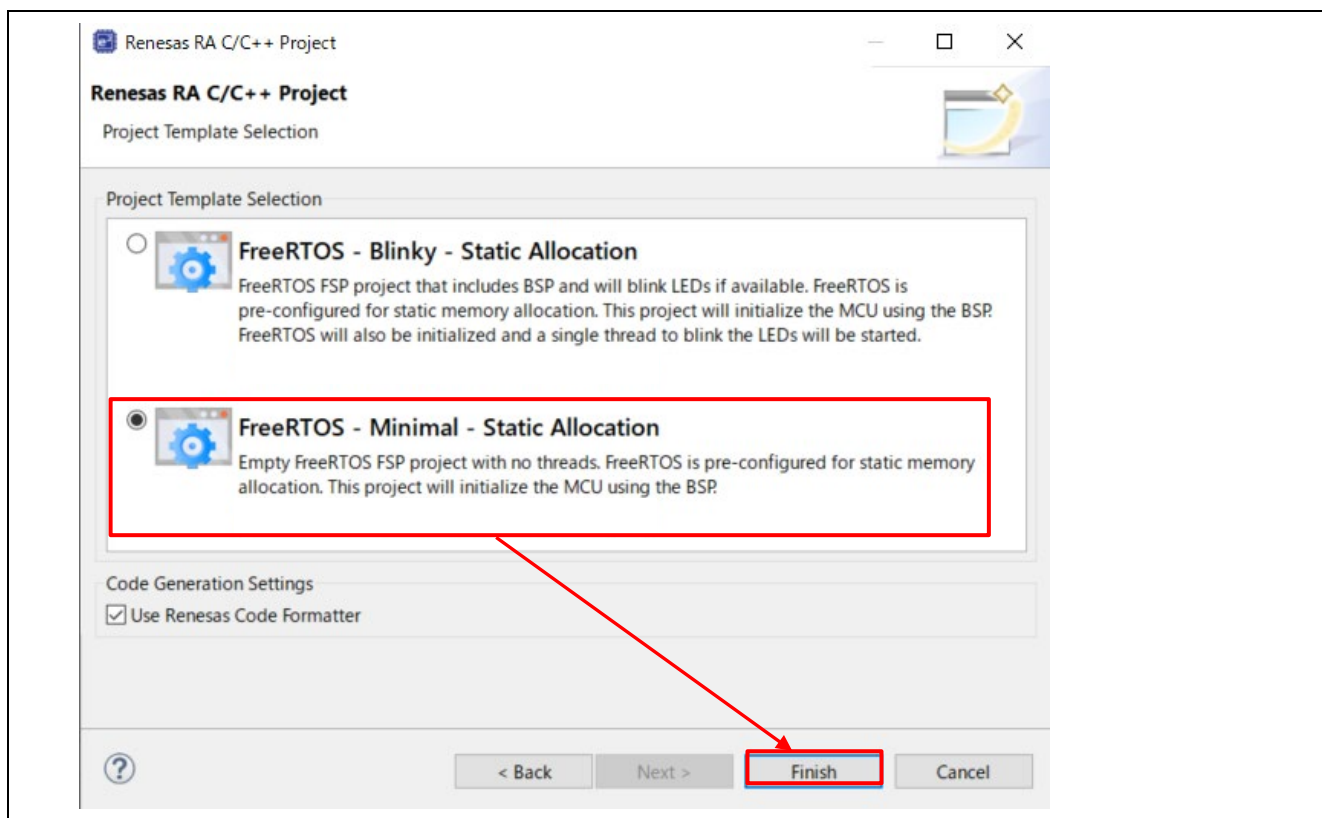 Renesas RA C/C++ Project
Renesas RA C/C++ Project
Project Template Selection
Project Template Selection
FreeRTOS - Blinky - Static Allocation
FreeRTOS FSP project that includes BSP and will blink LEDs if available. FreeRTOS is
pre-configured for static memory allocation. This project will initialize the MCU using the BSP.
FreeRTOS will also be initialized and a single thread to blink the LEDs will be started.
FreeRTOS - Minimal - Static Allocation
Empty FreeRTOS FSP project with no threads. FreeRTOS is pre-configured for static memory
allocation. This project will initialize the MCU using the BSP.
Code Generation Settings
Use Renesas Code Formatter
? < Back Next > Finish Cancel